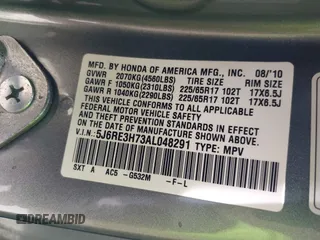 MFD. BY HONDA OF AMERICA MFG., INC. 08/'10
GVWR 2070KG(4560LBS) TIRE SIZE RIM SIZE
GAWR F 1050KG(2310LBS) 225/65R17 102T 17X6.5J
GAWR R 1040KG(2290LBS) 225/65R17 102T 17X6.5J
THIS VEHICLE CONFORMS TO ALL APPLICABLE
FEDERAL MOTOR VEHICLE SAFETY AND THEFT
PREVENTION STANDARDS IN EFFECT ON THE DATE
OF MANUFACTURE SHOWN ABOVE.
V.I.N.: 5J6RE3H73AL048291 TYPE: MPV
SXT A AC5 -G532M -F-L
DREAMBID